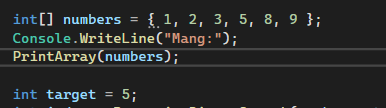 int[] numbers = { 1, 2, 3, 5, 8, 9 };
Console.WriteLine("Mang:");
PrintArray(numbers);
int target = 5;